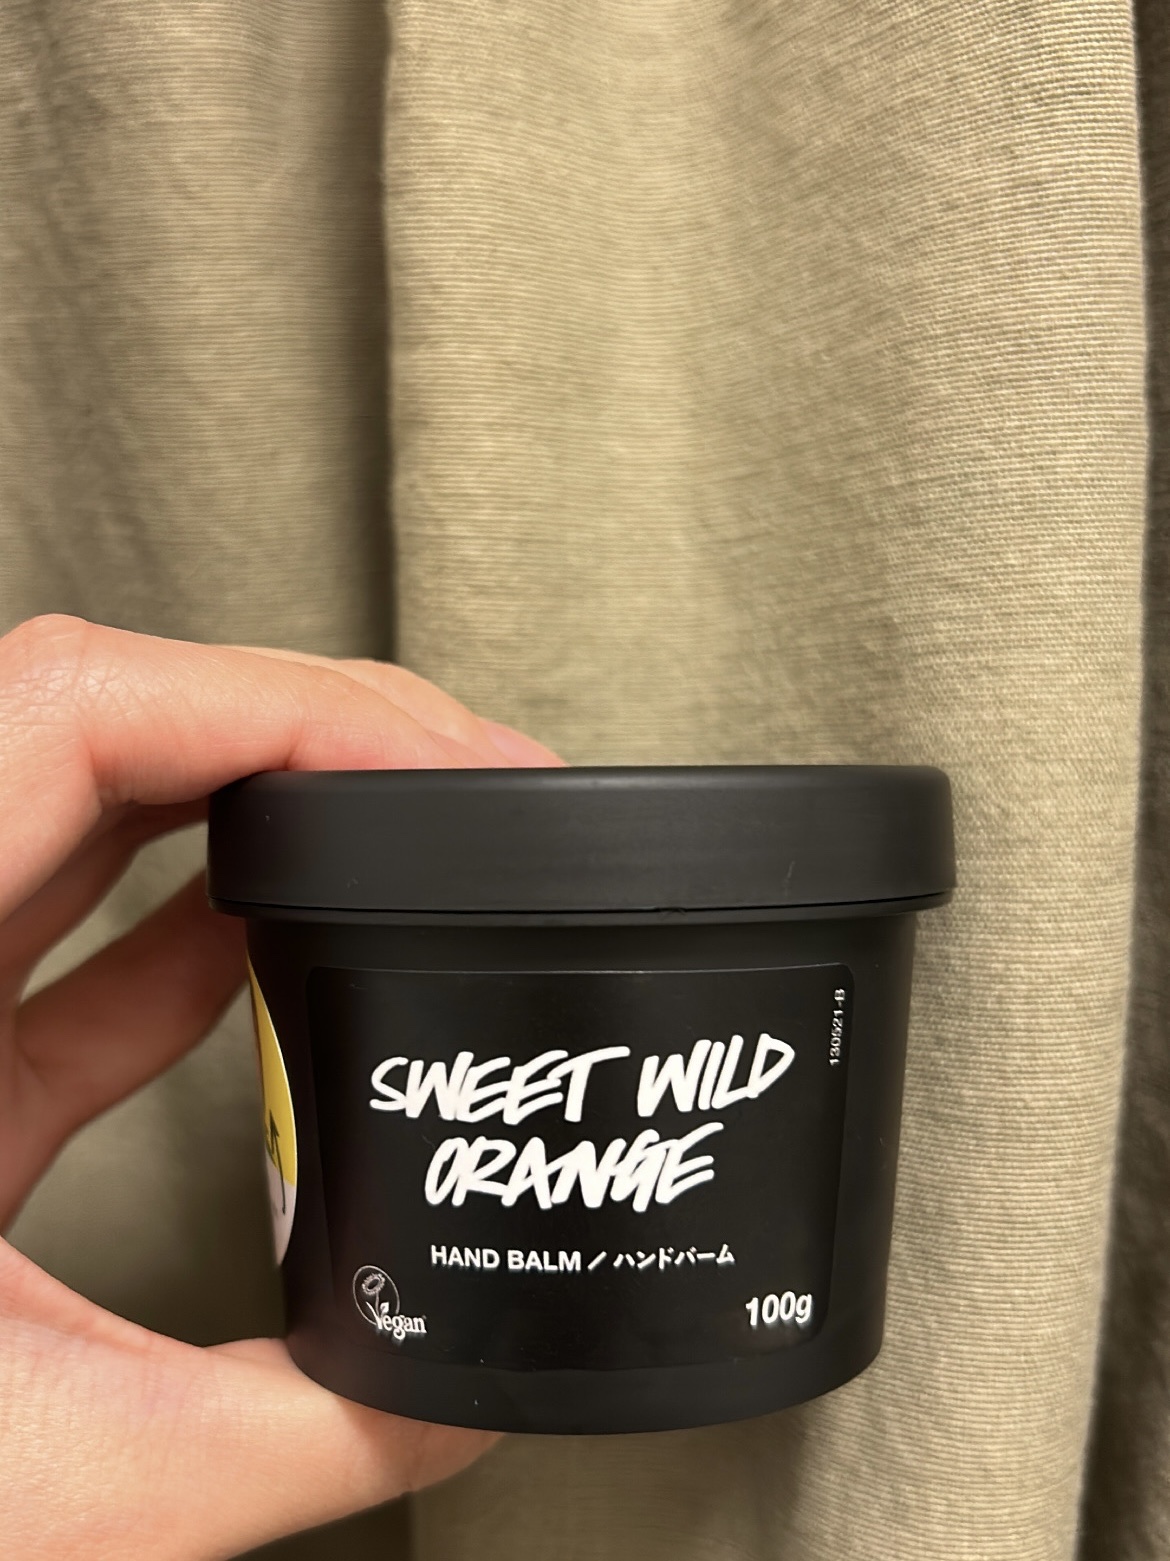 SWEET WILD
ORANGE
HAND BALM / ハンドバーム
Vegan
100g
130521-B